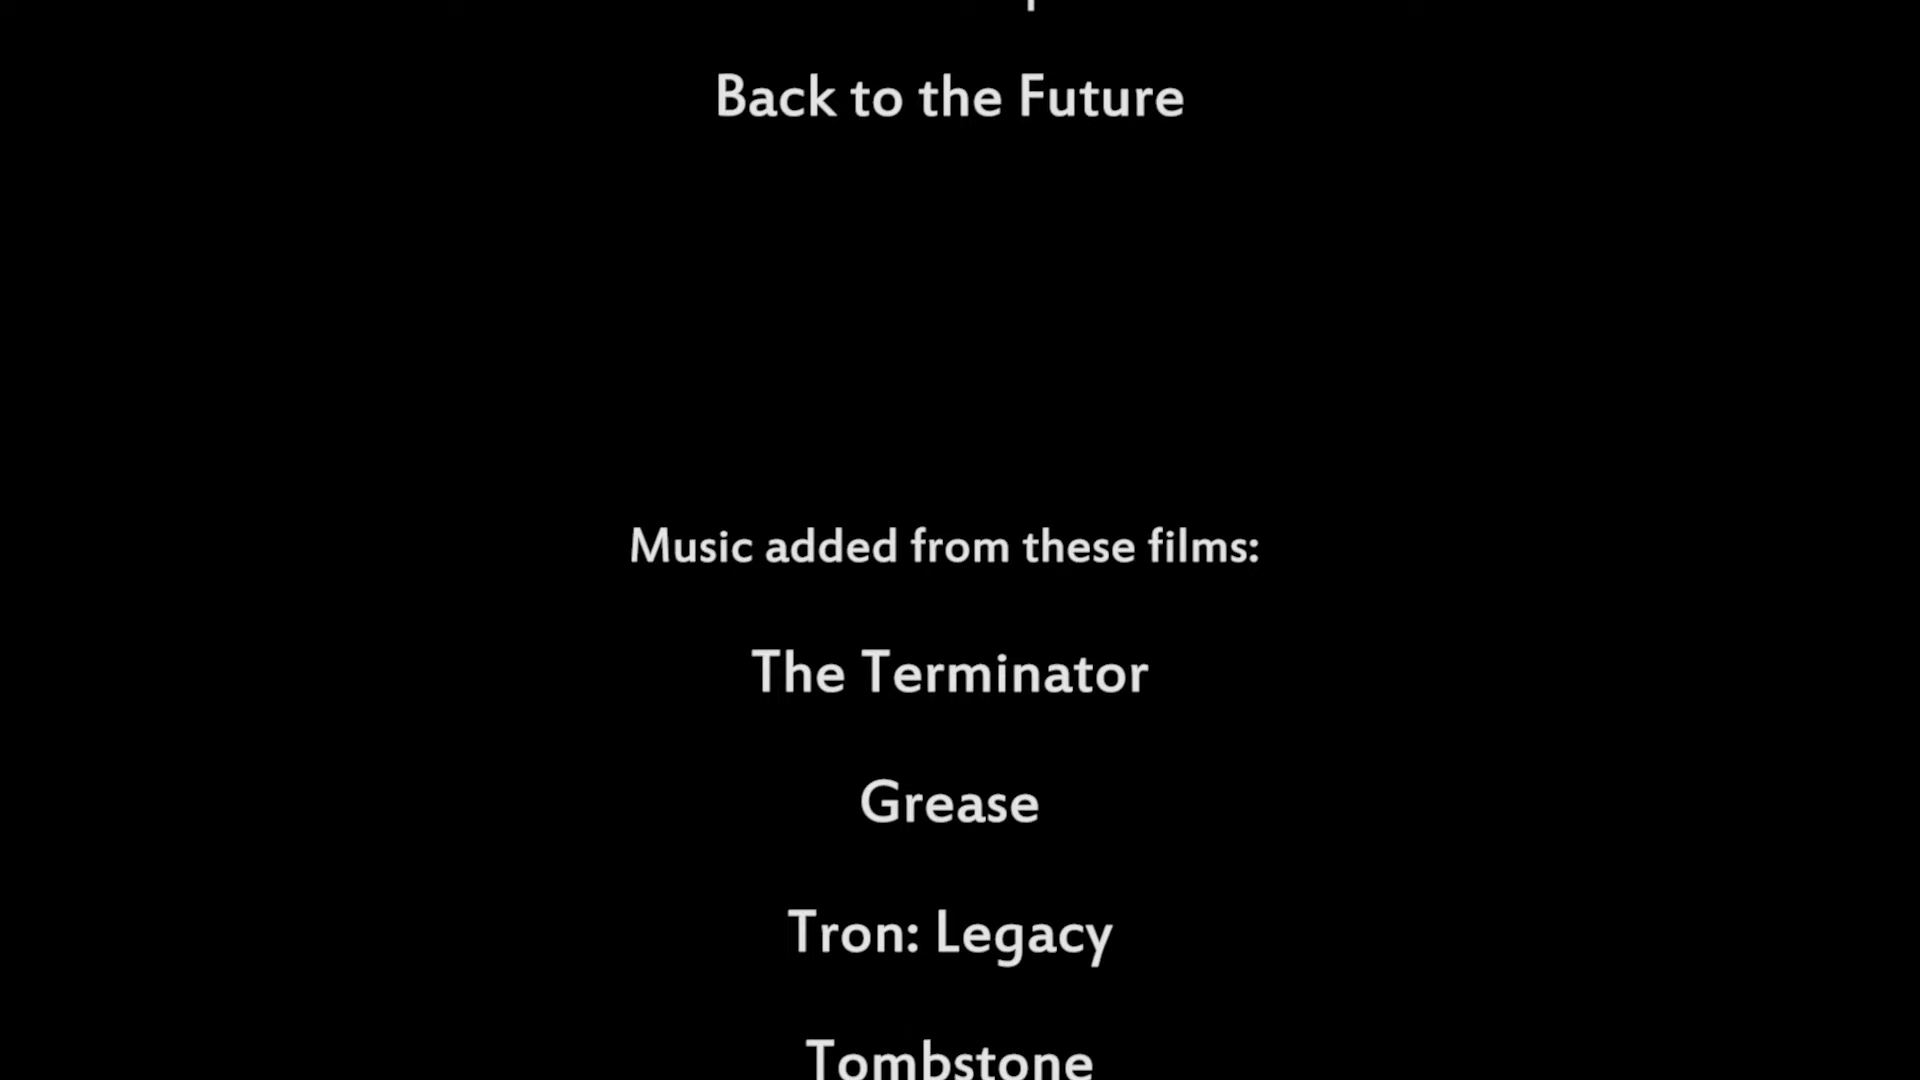 Back to the Future
Music added from these films:
The Terminator
Grease
Tron: Legacy
Tombstone